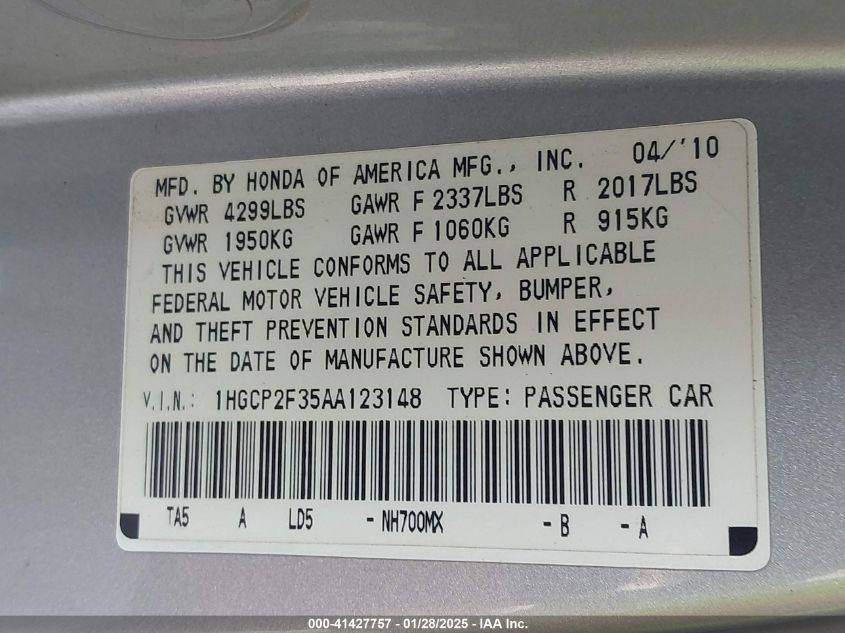 MFD. BY HONDA OF AMERICA MFG., INC. 04/'10
GVWR 4299LBS GAWR F 2337LBS R 2017LBS
GVWR 1950KG GAWR F 1060KG R 915KG
THIS VEHICLE CONFORMS TO ALL APPLICABLE
FEDERAL MOTOR VEHICLE SAFETY, BUMPER,
AND THEFT PREVENTION STANDARDS IN EFFECT
ON THE DATE OF MANUFACTURE SHOWN ABOVE.
V.I.N.: 1HGCP2F35AA123148 TYPE: PASSENGER CAR
TA5 A LD5 -NH700MX -B -A
000-41427757 - 01/28/2025 - IAA Inc.